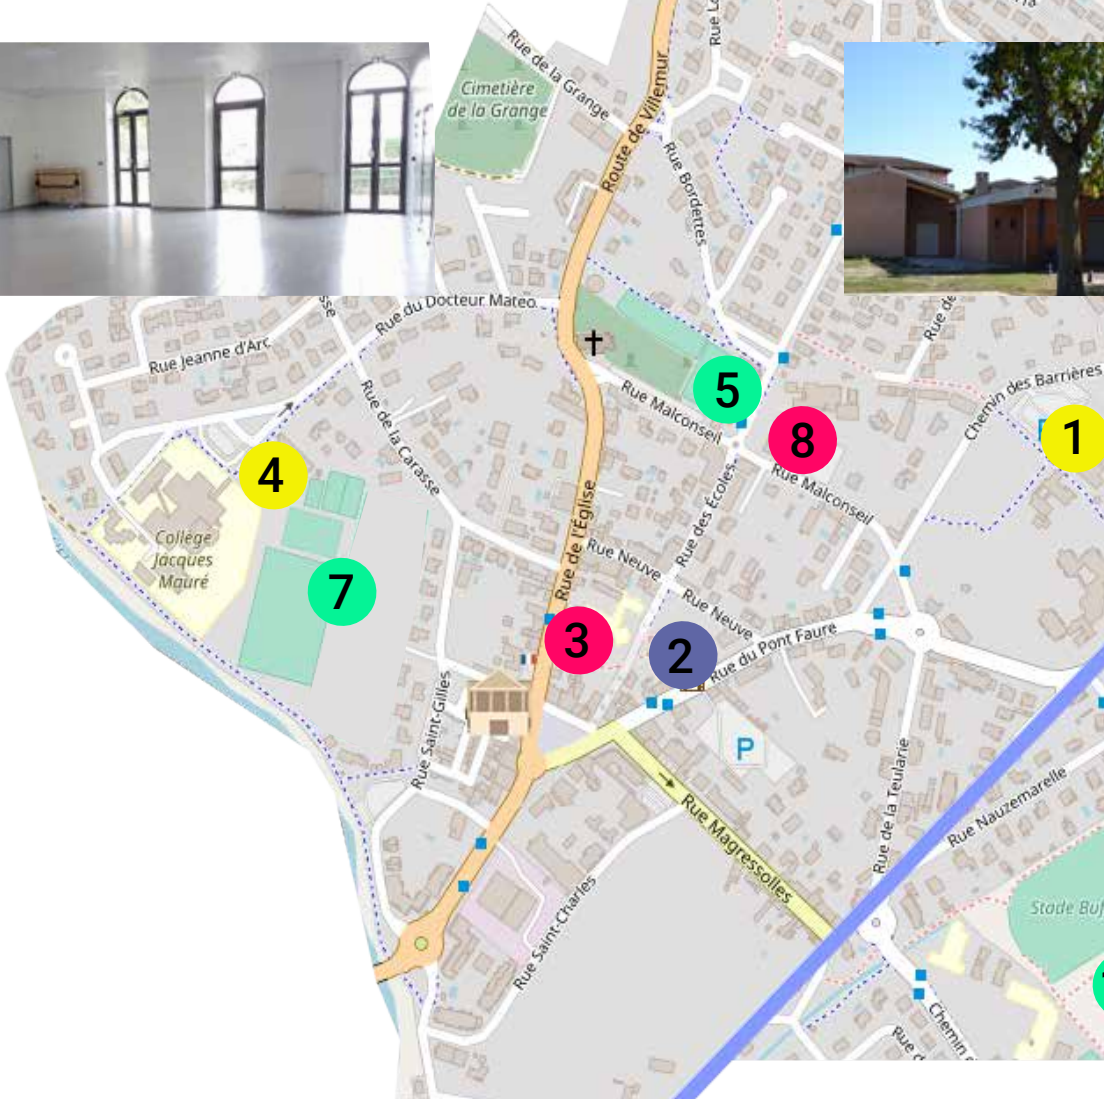 Rue de la Grange
Cimetière
de la Grange
Route de Villemur
Rue Bordettes
Rue du Docteur Mateo
Rue Jeanne d'Arc
Rue de la Carasse
Rue Malconseil
5
8
Rue Malconseil
Chemin des Barrières
1
4
Collège
Jacques
Mauré
7
Rue de l'Église
Rue des Écoles
Rue Neuve
Rue Neuve
3
2
Rue du Pont Faure
Rue Saint-Gilles
P
Rue Magressolles
Rue de la Teularie
Rue Nauzemarelle
Rue Saint-Charles
Stade Buf
Rue de
Chemin